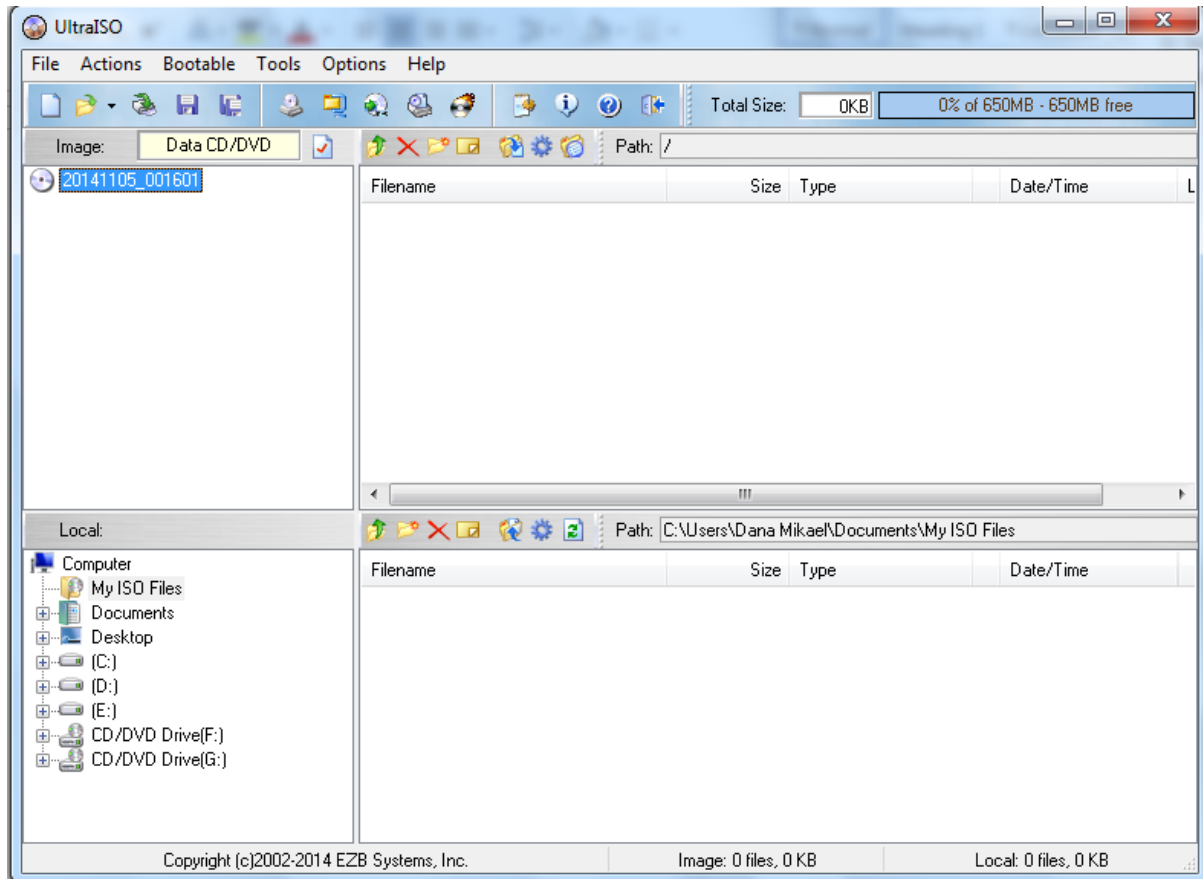 UltraISO
File Actions Bootable Tools Options Help
Total Size: 0KB 0% of 650MB - 650MB free
Image: Data CD/DVD Path: /
20141105_001601
Filename Size Type Date/Time L
Local: Path: C:\Users\Dana Mikael\Documents\My ISO Files
Computer
Filename Size Type Date/Time
My ISO Files
Documents
Desktop
(C:)
(D:)
(E:)
CD/DVD Drive(F:)
CD/DVD Drive(G:)
Copyright (c)2002-2014 EZB Systems, Inc. Image: 0 files, 0 KB Local: 0 files, 0 KB